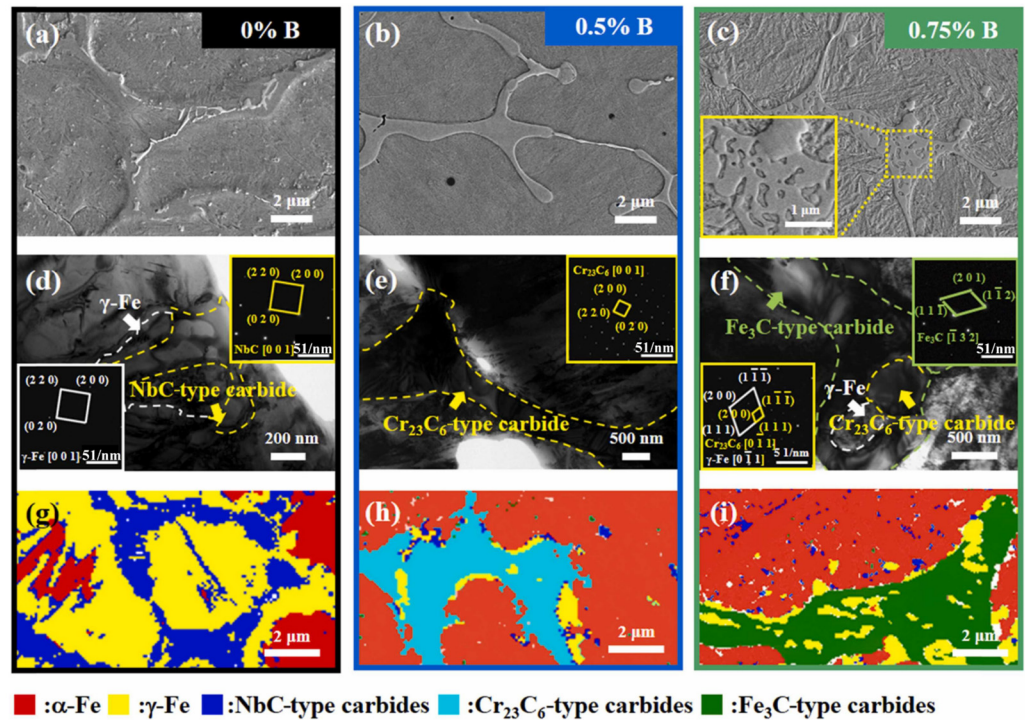 (a) 0% B
2 μm
(b) 0.5% B
2 μm
(c) 0.75% B
1 μm
2 μm
(d)
γ-Fe
(2 2 0) (2 0 0)
(0 2 0)
NbC [0 0 1]
51/nm
NbC-type carbide
(2 2 0) (2 0 0)
(0 2 0)
γ-Fe [0 0 1]
51/nm
200 nm
(e)
Cr₂₃C₆ [0 0 1]
(2 0 0)
(2 2 0)
(0 2 0)
51/nm
Cr₂₃C₆-type carbide
500 nm
(f)
Fe₃C-type carbide
(2 0 1)
(1 1̅ 2)
(1 1 1̅)
Fe₃C [1̅ 3 2̅]
51/nm
(1 1̅ 1̅)
(2 0 0)
(1 1̅ 1̅)
(2 0 0)
(1 1 1)
(1 1 1)
Cr₂₃C₆ [0 1̅ 1]
γ-Fe [0 1̅ 1]
5 1/nm
γ-Fe
Cr₂₃C₆-type carbide
500 nm
(g)
2 μm
(h)
2 μm
(i)
2 μm
:α-Fe :γ-Fe :NbC-type carbides :Cr₂₃C₆-type carbides :Fe₃C-type carbides